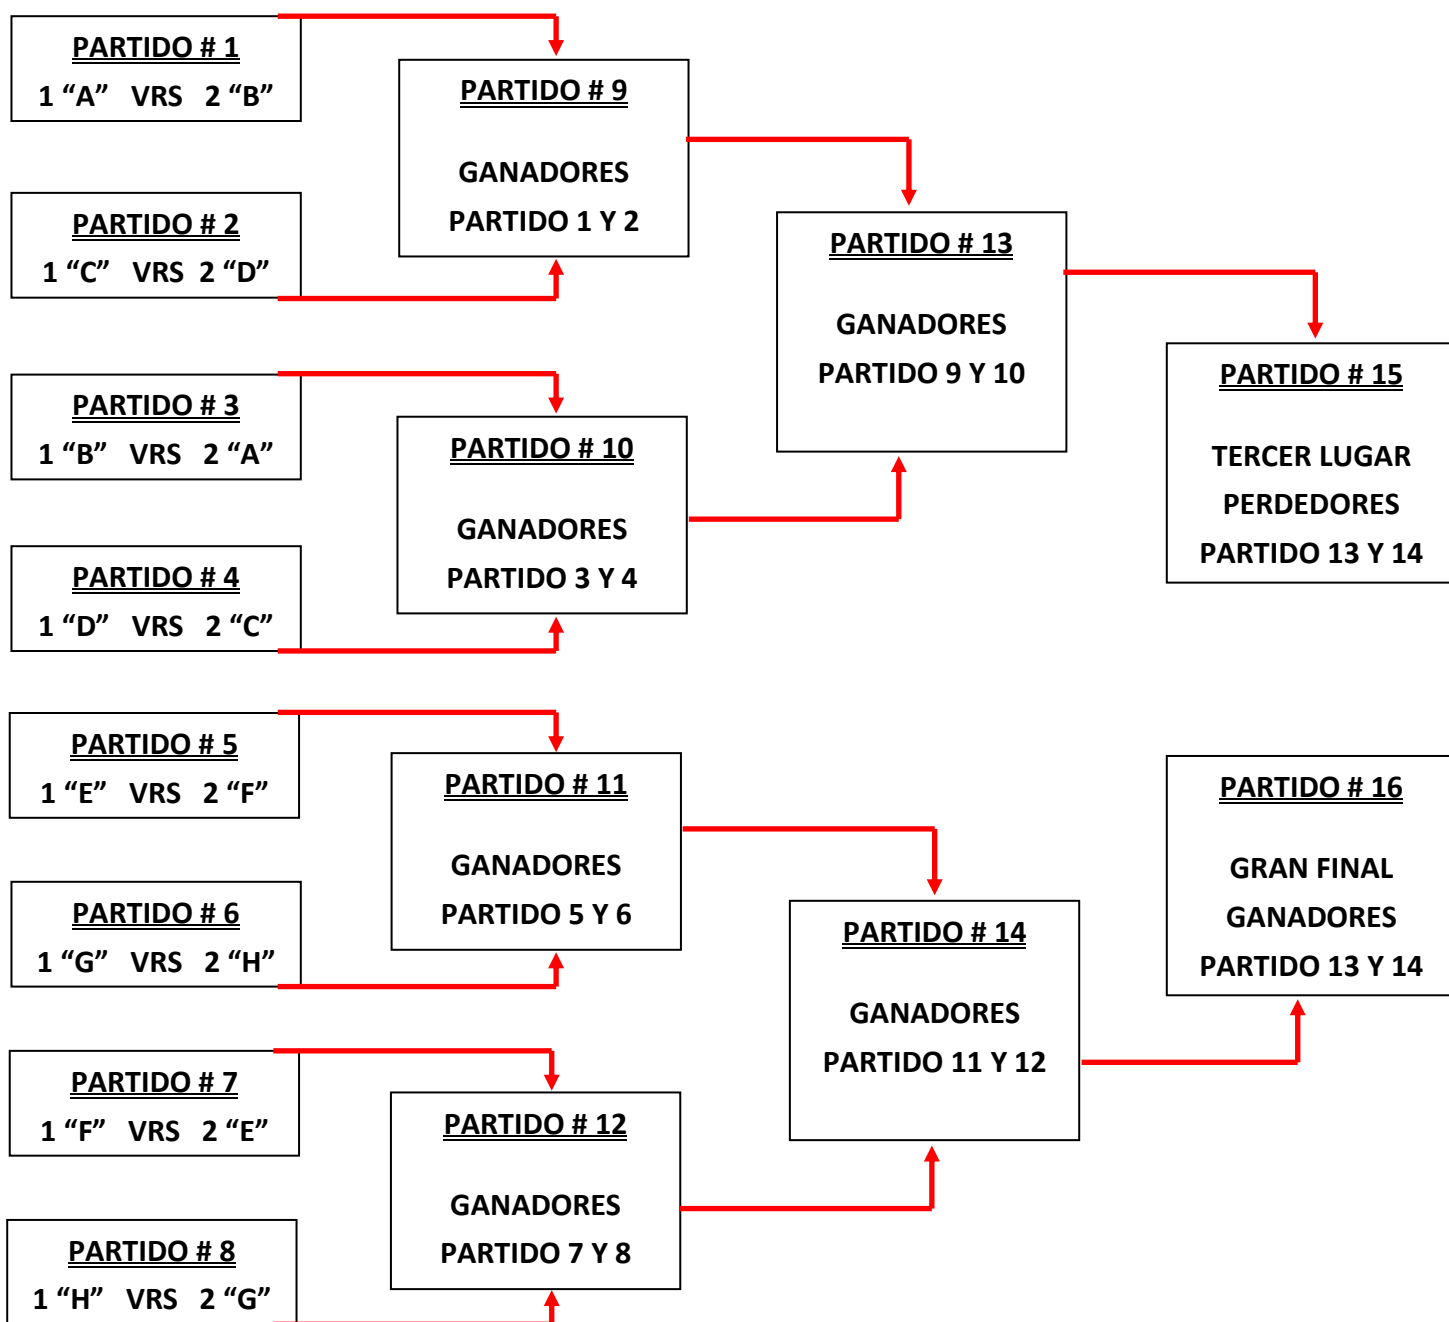 PARTIDO # 1
1 “A” VRS 2 “B”
PARTIDO # 2
1 “C” VRS 2 “D”
PARTIDO # 3
1 “B” VRS 2 “A”
PARTIDO # 4
1 “D” VRS 2 “C”
PARTIDO # 5
1 “E” VRS 2 “F”
PARTIDO # 6
1 “G” VRS 2 “H”
PARTIDO # 7
1 “F” VRS 2 “E”
PARTIDO # 8
1 “H” VRS 2 “G”
PARTIDO # 9
GANADORES
PARTIDO 1 Y 2
PARTIDO # 10
GANADORES
PARTIDO 3 Y 4
PARTIDO # 11
GANADORES
PARTIDO 5 Y 6
PARTIDO # 12
GANADORES
PARTIDO 7 Y 8
PARTIDO # 13
GANADORES
PARTIDO 9 Y 10
PARTIDO # 14
GANADORES
PARTIDO 11 Y 12
PARTIDO # 15
TERCER LUGAR
PERDEDORES
PARTIDO 13 Y 14
PARTIDO # 16
GRAN FINAL
GANADORES
PARTIDO 13 Y 14